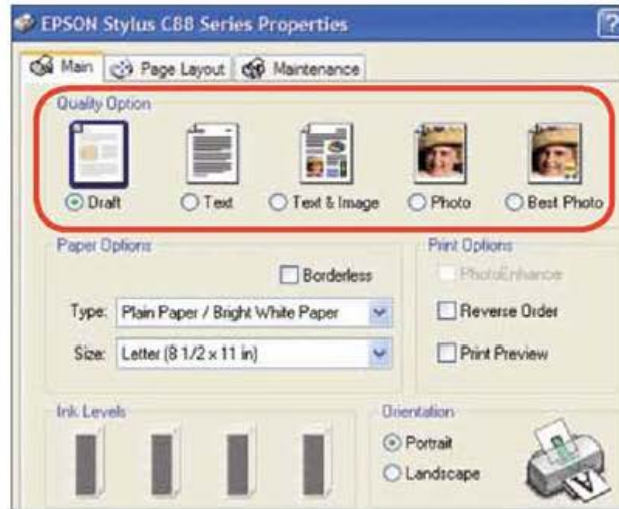 EPSON Stylus C88 Series Properties
?
Main Page Layout Maintenance
Quality Option
Draft Text Text & Image Photo Best Photo
Paper Options
Borderless
Type: Plain Paper / Bright White Paper
Size: Letter (8 1/2 x 11 in)
Print Options
PhotoEnhance
Reverse Order
Print Preview
Ink Levels
Orientation
Portrait
Landscape
A